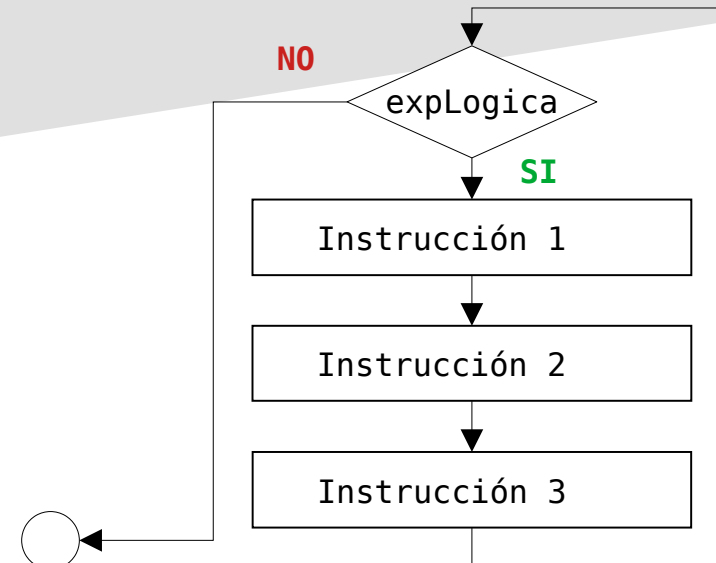 NO
expLogica
SI
Instrucción 1
Instrucción 2
Instrucción 3